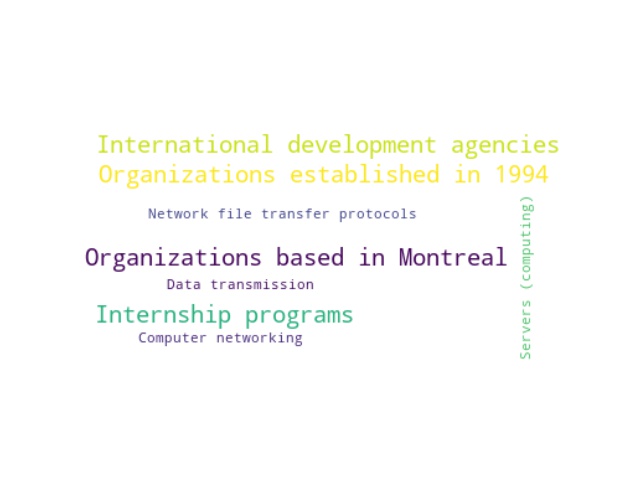 International development agencies
Organizations established in 1994
Network file transfer protocols
Servers (computing)
Organizations based in Montreal
Data transmission
Internship programs
Computer networking